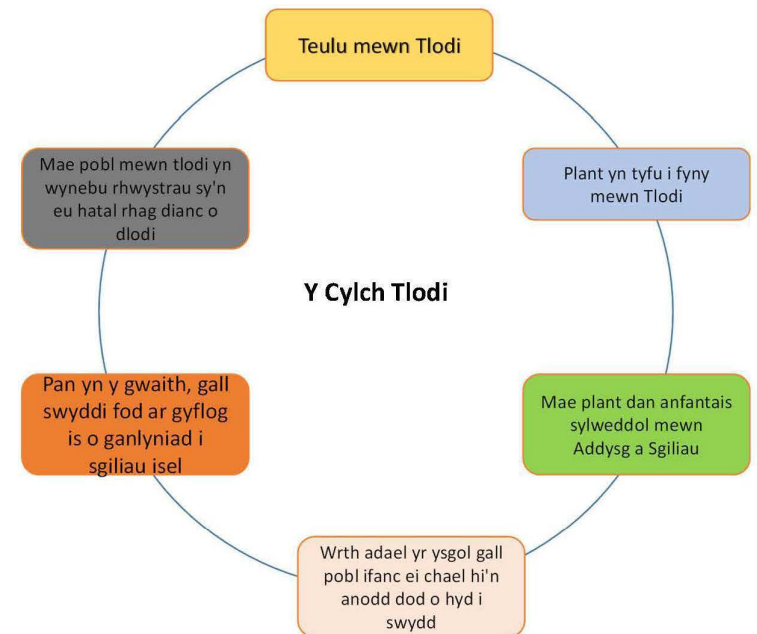 Teulu mewn Tlodi
Plant yn tyfu i fyny
mewn Tlodi
Mae plant dan anfantais
sylweddol mewn
Addysg a Sgiliau
Wrth adael yr ysgol gall
pobl ifanc ei chael hi'n
anodd dod o hyd i
swydd
Pan yn y gwaith, gall
swyddi fod ar gyflog
is o ganlyniad i
sgiliau isel
Mae pobl mewn tlodi yn
wynebu rhwystrau sy'n
eu hatal rhag dianc o
dlodi
Y Cylch Tlodi